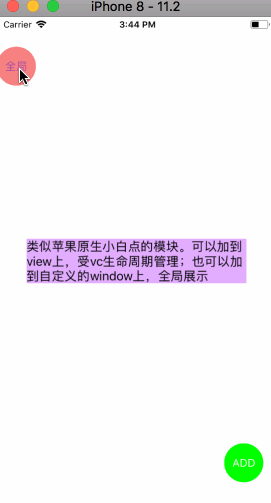 iPhone 8 - 11.2
Carrier 3:44 PM
全局
类似苹果原生小白点的模块。可以加到
view上，受vc生命周期管理；也可以加
到自定义的window上，全局展示
ADD